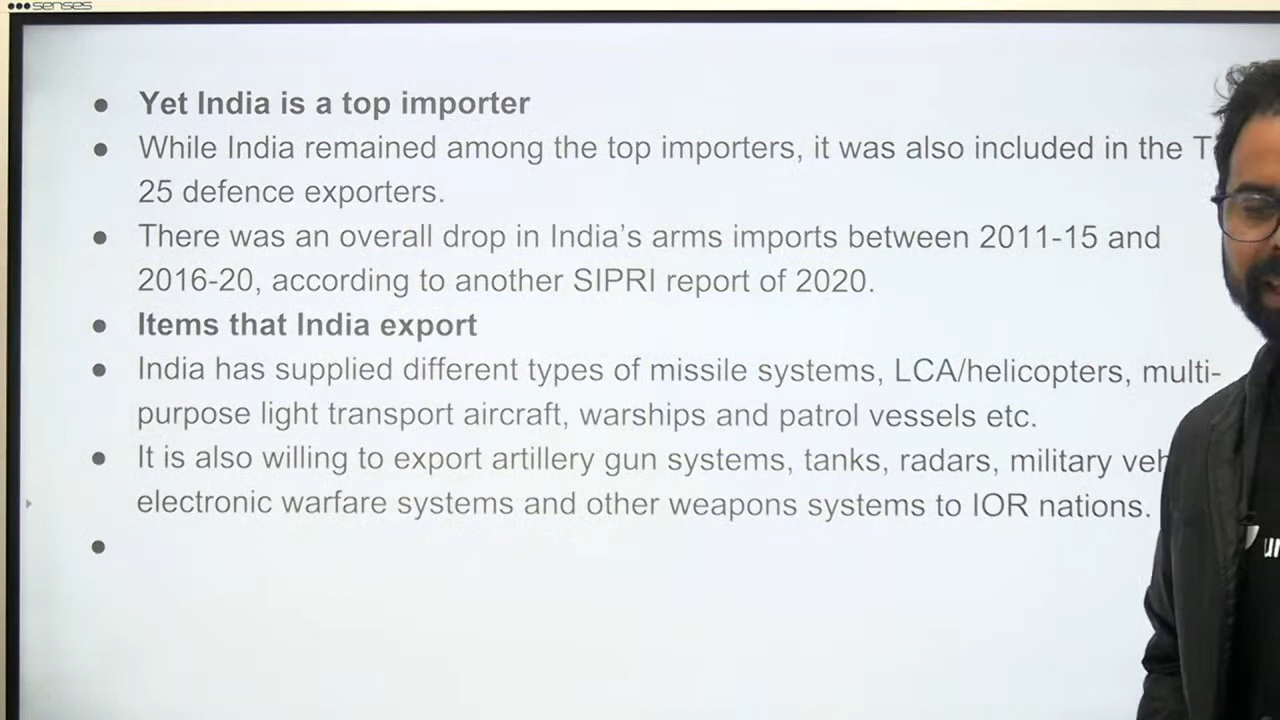 senses
● Yet India is a top importer
● While India remained among the top importers, it was also included in the
25 defence exporters.
● There was an overall drop in India's arms imports between 2011-15 and
2016-20, according to another SIPRI report of 2020.
● Items that India export
● India has supplied different types of missile systems, LCA/helicopters, multi-
purpose light transport aircraft, warships and patrol vessels etc.
● It is also willing to export artillery gun systems, tanks, radars, military
electronic warfare systems and other weapons systems to IOR nations.
●